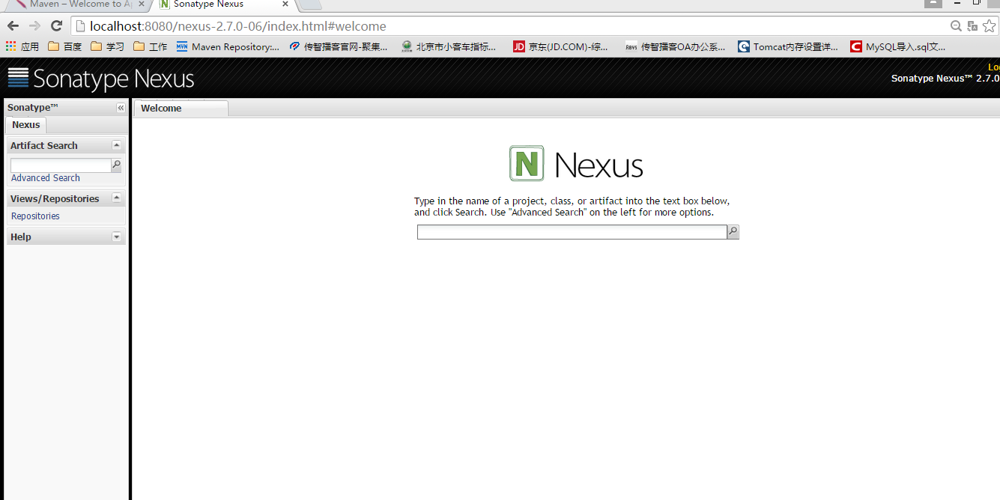 Maven – Welcome to Ap
Sonatype Nexus
localhost:8080/nexus-2.7.0-06/index.html#welcome
应用 百度 学习 工作 Maven Repository:... 传智播客官网-聚集... 北京市小客车指标... 京东(JD.COM)-综... 传智播客OA办公系... Tomcat内存设置详... MySQL导入.sql文...
Sonatype Nexus
Lo
Sonatype Nexus™ 2.7.0
Sonatype™
Nexus
Artifact Search
Advanced Search
Views/Repositories
Repositories
Help
Welcome
N Nexus
Type in the name of a project, class, or artifact into the text box below,
and click Search. Use "Advanced Search" on the left for more options.